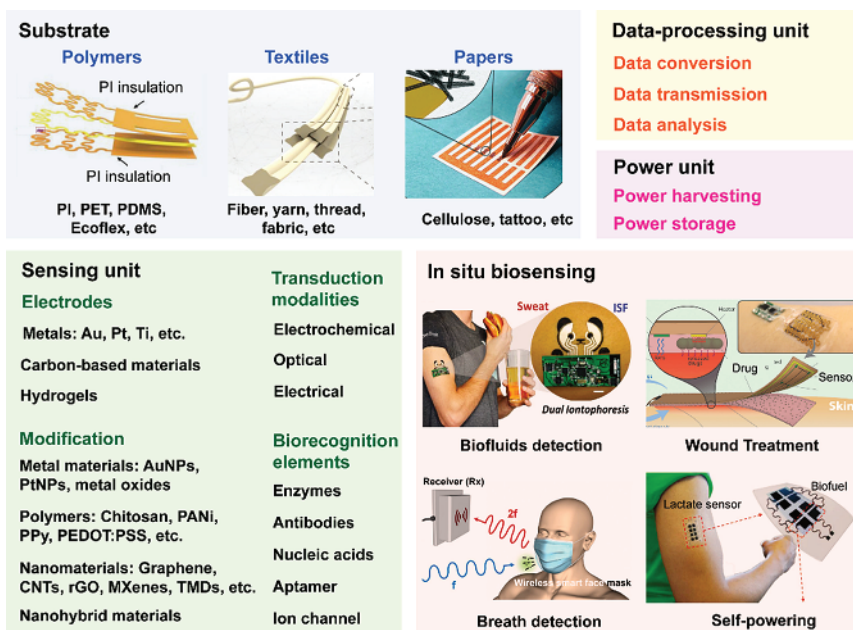 Substrate
Polymers
PI insulation
PI insulation
PI, PET, PDMS,
Ecoflex, etc
Textiles
Fiber, yarn, thread,
fabric, etc
Papers
Cellulose, tattoo, etc
Data-processing unit
Data conversion
Data transmission
Data analysis
Power unit
Power harvesting
Power storage
Sensing unit
Electrodes
Metals: Au, Pt, Ti, etc.
Carbon-based materials
Hydrogels
Modification
Metal materials: AuNPs,
PtNPs, metal oxides
Polymers: Chitosan, PANi,
PPy, PEDOT:PSS, etc.
Nanomaterials: Graphene,
CNTs, rGO, MXenes, TMDs, etc.
Nanohybrid materials
Transduction
modalities
Electrochemical
Optical
Electrical
Biorecognition
elements
Enzymes
Antibodies
Nucleic acids
Aptamer
Ion channel
In situ biosensing
Sweat
ISF
Dual Iontophoresis
Biofluids detection
Heater
Drug
Senso
Skin
Wound Treatment
Receiver (Rx)
2f
f
Wireless smart face mask
Breath detection
Lactate sensor
Biofuel
Self-powering